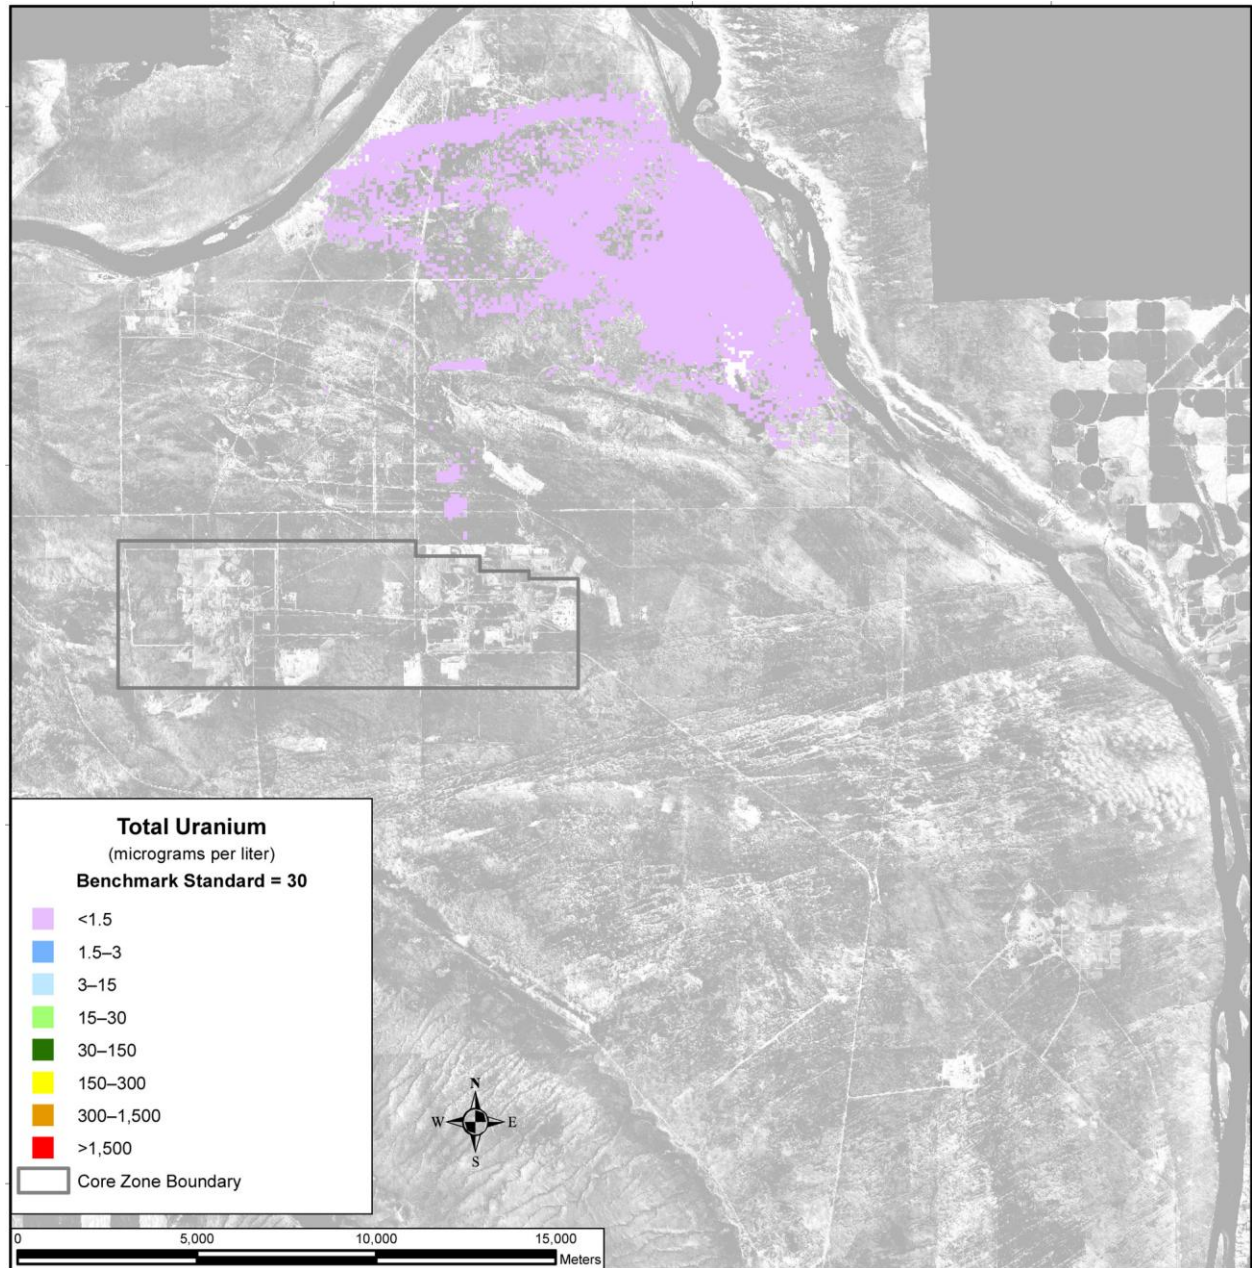 Total Uranium
(micrograms per liter)
Benchmark Standard = 30
<1.5
1.5–3
3–15
15–30
30–150
150–300
300–1,500
>1,500
Core Zone Boundary
N
W E
S
0 5,000 10,000 15,000
Meters